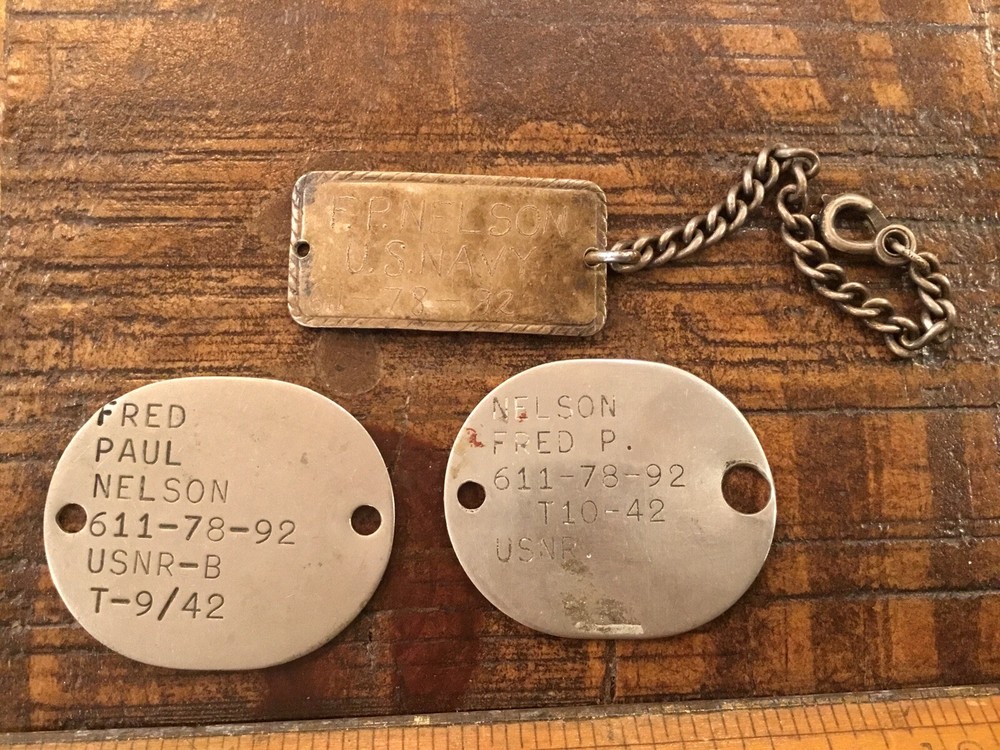 F.P.NELSON
U.S.NAVY.
-78-92
FRED
PAUL
NELSON
611-78-92
USNR-B
T-9/42
NELSON
FRED P.
611-78-92
T10-42
USNR.